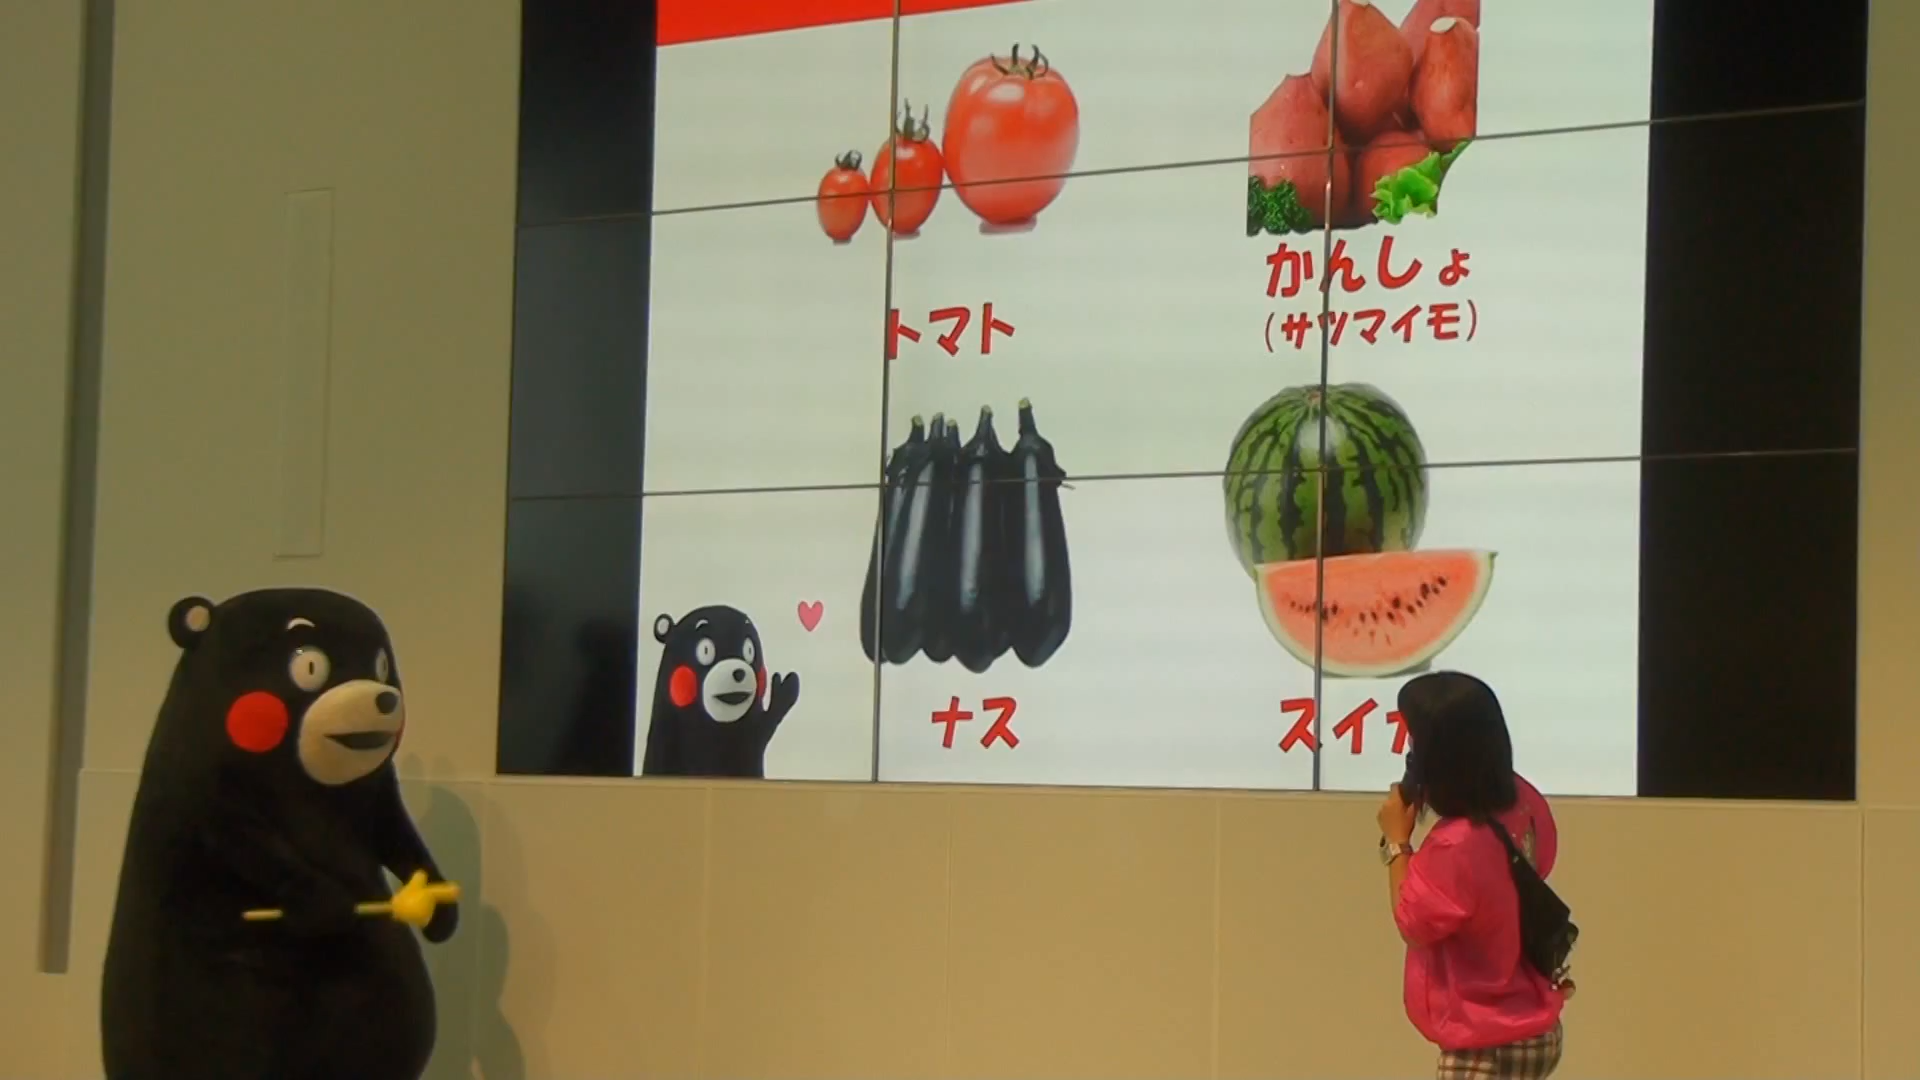 トマト
かんしょ
(サツマイモ)
ナス
スイカ